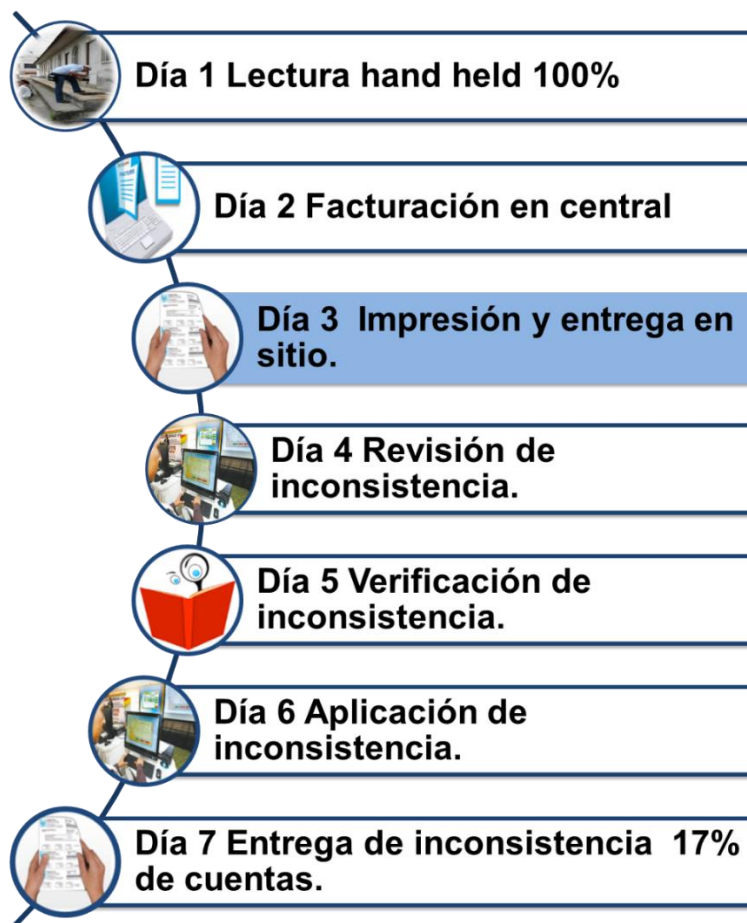 Día 1 Lectura hand held 100%
Día 2 Facturación en central
Día 3 Impresión y entrega en
sitio.
Día 4 Revisión de
inconsistencia.
Día 5 Verificación de
inconsistencia.
Día 6 Aplicación de
inconsistencia.
Día 7 Entrega de inconsistencia 17%
de cuentas.